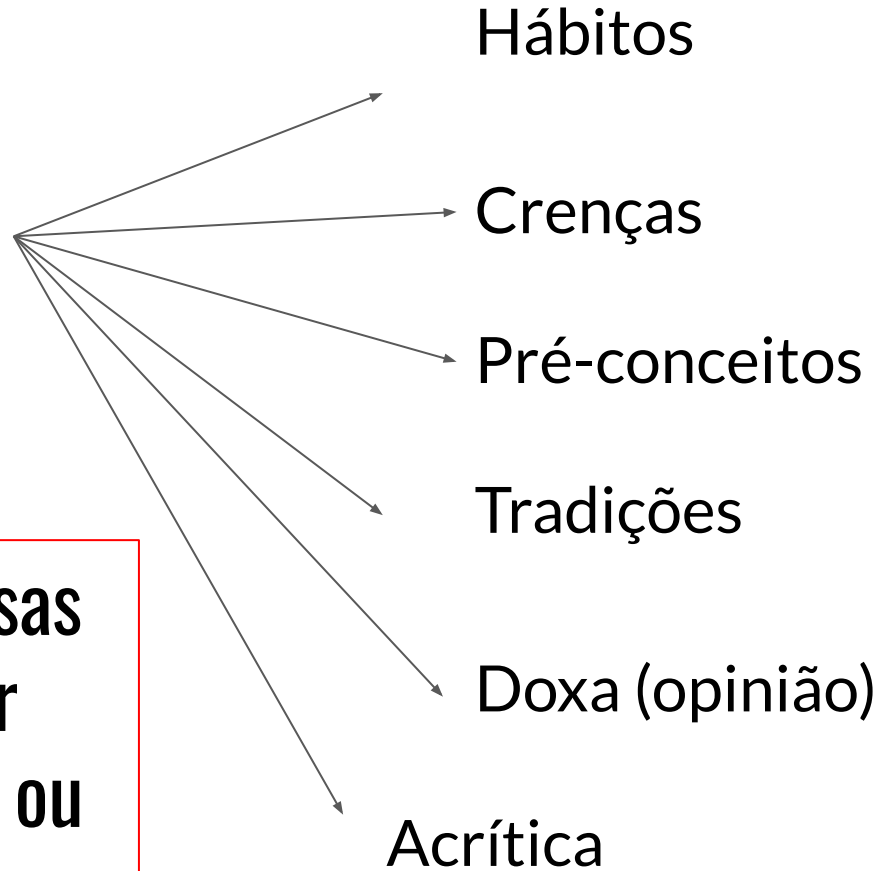 Hábitos
Crenças
Pré-conceitos
Tradições
sas
r
Doxa (opinião)
ou
Acrítica